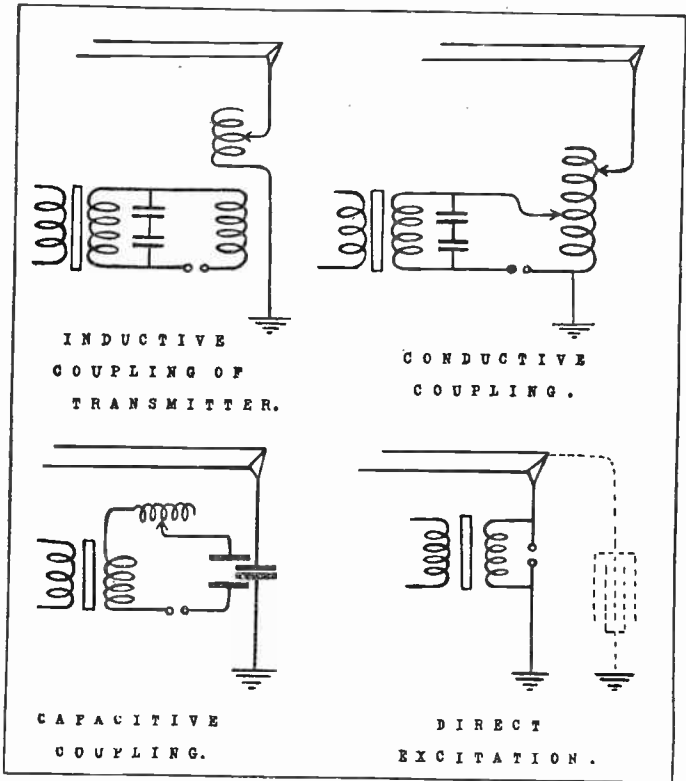 INDUCTIVE
COUPLING OF
TRANSMITTER.
CONDUCTIVE
COUPLING.
CAPACITIVE
COUPLING.
DIRECT
EXCITATION.